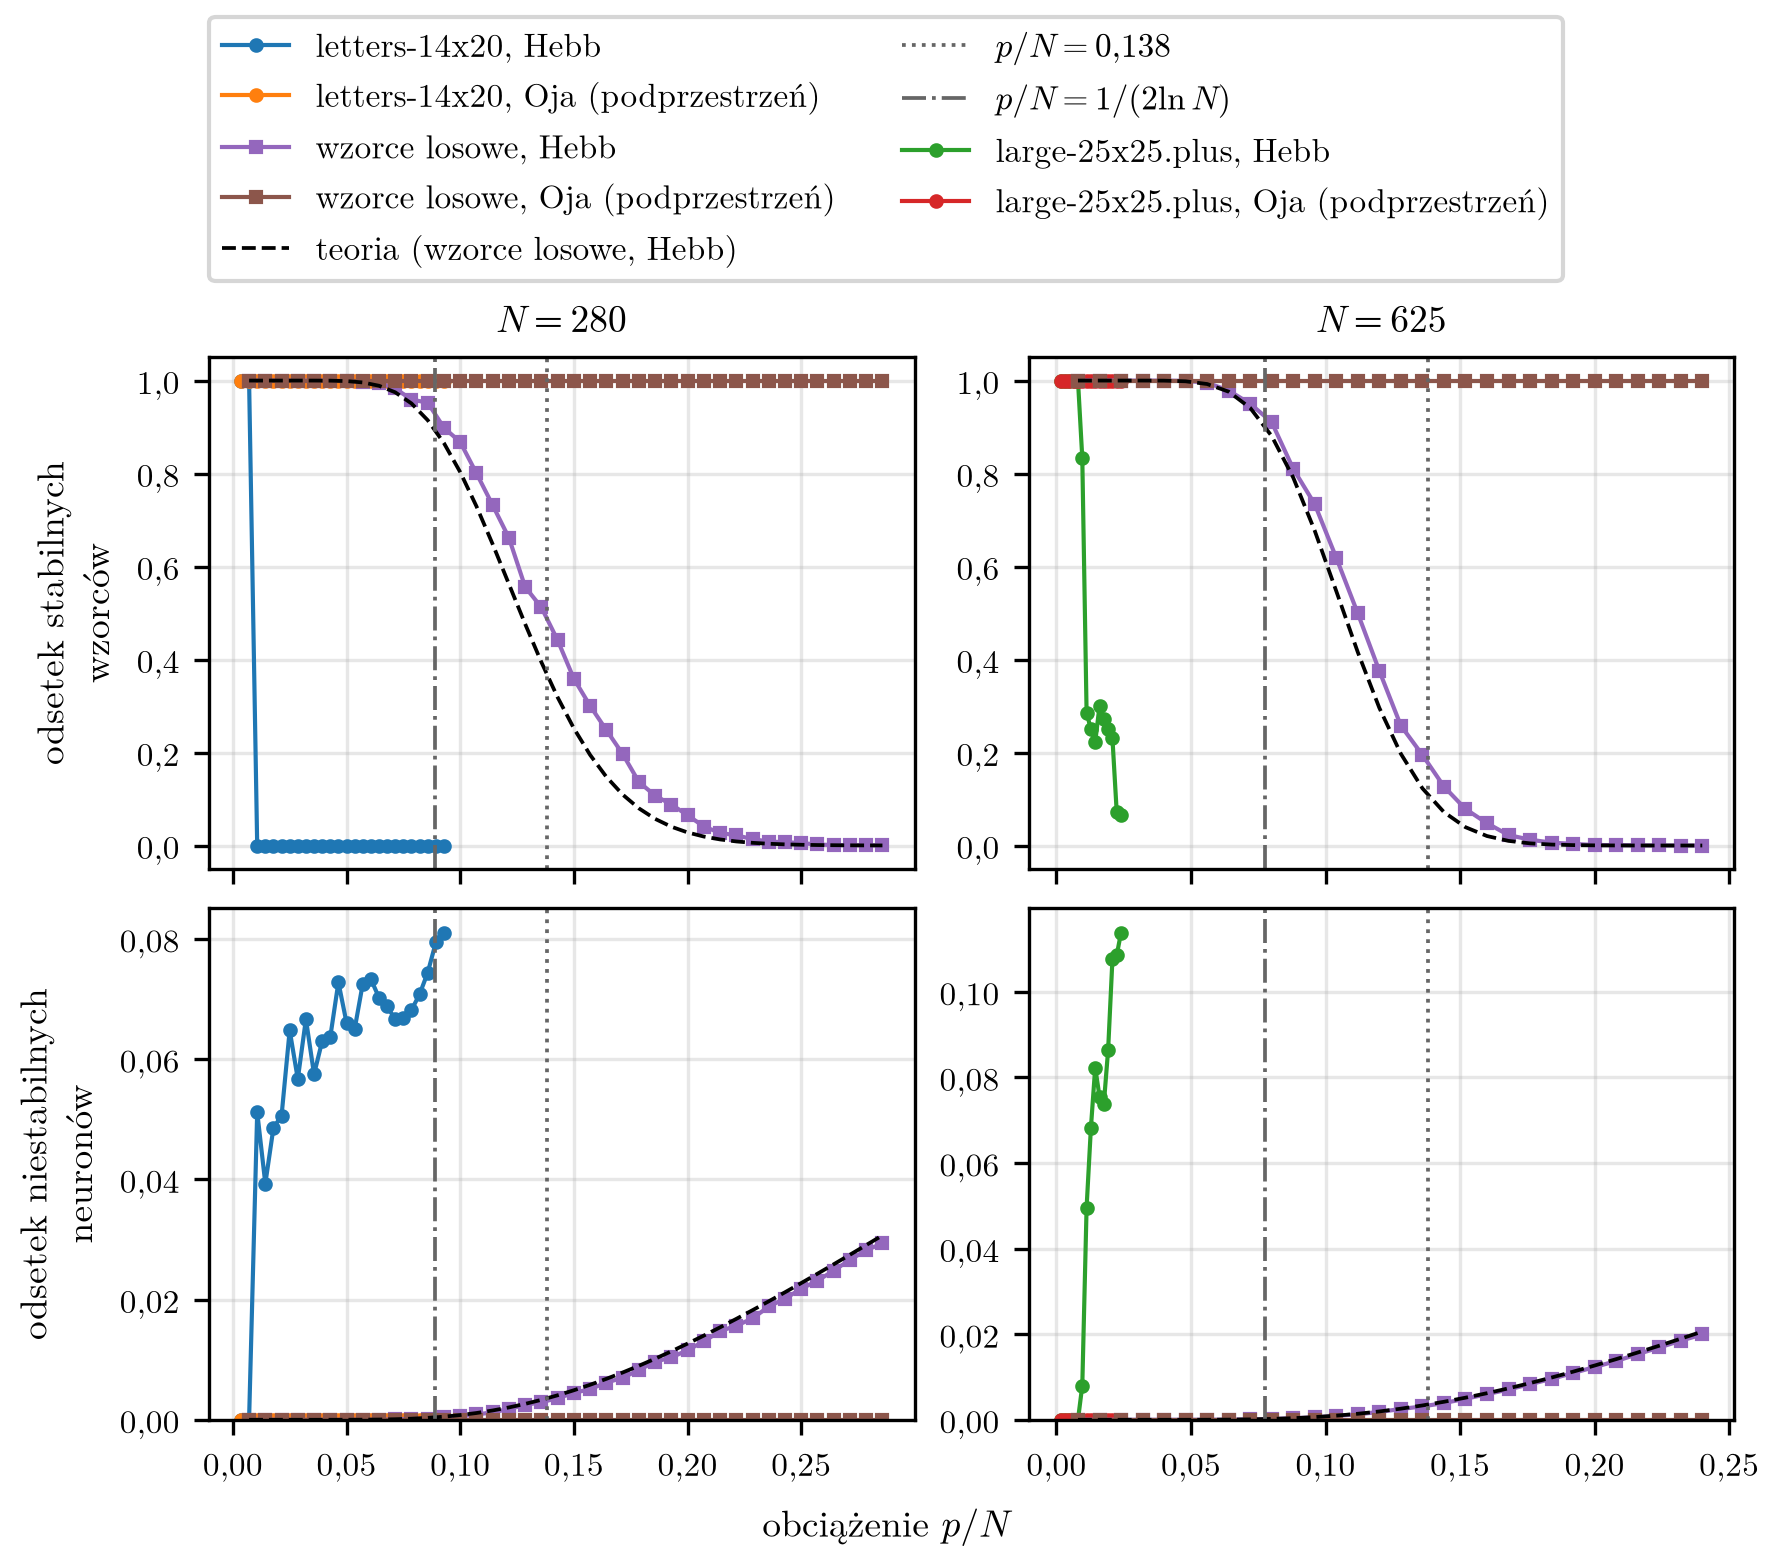 letters-14x20, Hebb
letters-14x20, Oja (podprzestrzeń)
wzorce losowe, Hebb
wzorce losowe, Oja (podprzestrzeń)
teoria (wzorce losowe, Hebb)
p/N = 0,138
p/N = 1/(2ln N)
large-25x25.plus, Hebb
large-25x25.plus, Oja (podprzestrzeń)
N = 280
N = 625
odsetek stabilnych
wzorców
1,0
0,8
0,6
0,4
0,2
0,0
1,0
0,8
0,6
0,4
0,2
0,0
odsetek niestabilnych
neuronów
0,08
0,06
0,04
0,02
0,00
0,10
0,08
0,06
0,04
0,02
0,00
0,00 0,05 0,10 0,15 0,20 0,25
0,00 0,05 0,10 0,15 0,20 0,25
obciążenie p/N